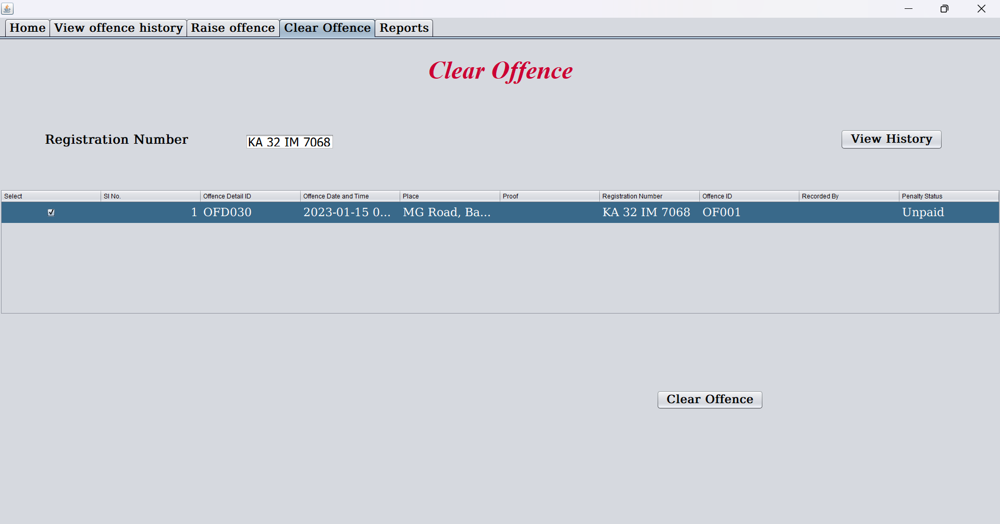 Home View offence history Raise offence Clear Offence Reports
Clear Offence
Registration Number KA 32 IM 7068 View History
Select Sl No. Offence Detail ID Offence Date and Time Place Proof Registration Number Offence ID Recorded By Penalty Status
1 OFD030 2023-01-15 0... MG Road, Ba... KA 32 IM 7068 OF001 Unpaid
Clear Offence